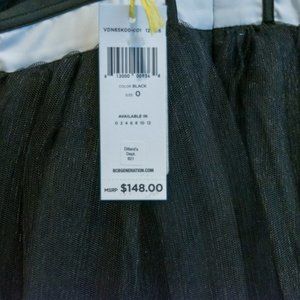 COLOR BLACK
SIZE 0
AVAILABLE IN
0 2 4 6 8 10 12
Dillard's
Dept.
BCBGENERATION.COM
MSRP $148.00